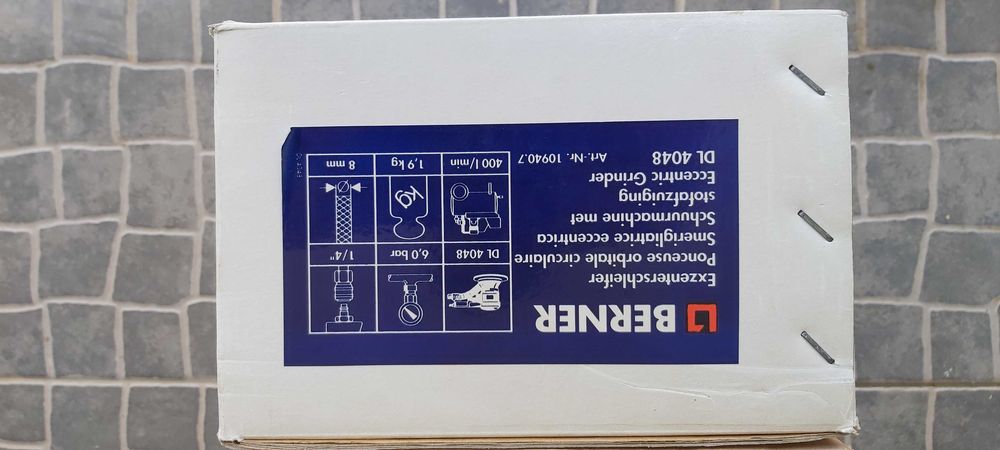 BERNER
Exzenterschleifer
Ponceuse orbitale circulaire
Smerigliatrice eccentrica
Schuurmachine met
stofafzuiging
Eccentric Grinder
DL 4048
Art.-Nr. 10940.7
DL 4048
6,0 bar
1/4"
kg
Ø
400 l/min
1,9 kg
8 mm